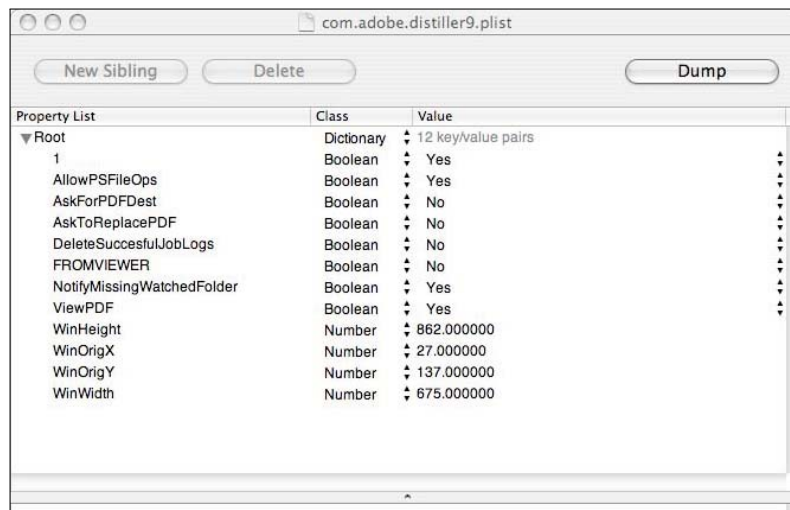 com.adobe.distiller9.plist
New Sibling Delete Dump
Property List Class Value
Root Dictionary 12 key/value pairs
1 Boolean Yes
AllowPSFileOps Boolean Yes
AskForPDFDest Boolean No
AskToReplacePDF Boolean No
DeleteSuccesfulJobLogs Boolean No
FROMVIEWER Boolean No
NotifyMissingWatchedFolder Boolean Yes
ViewPDF Boolean Yes
WinHeight Number 862.000000
WinOrigX Number 27.000000
WinOrigY Number 137.000000
WinWidth Number 675.000000